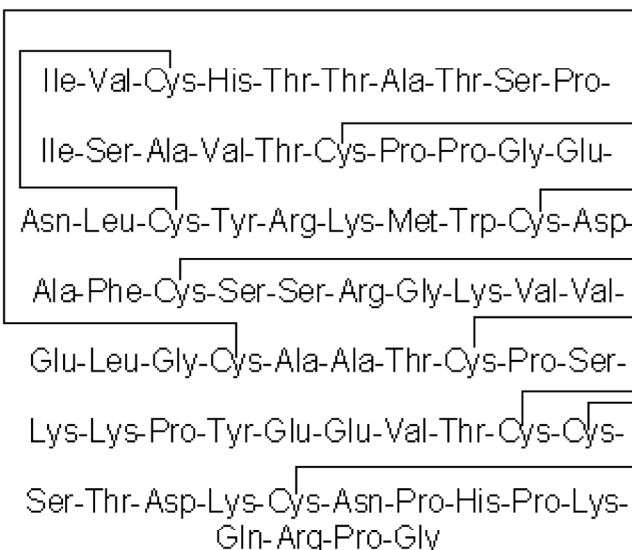 Ile-Val-Cys-His-Thr-Thr-Ala-Thr-Ser-Pro-
Ile-Ser-Ala-Val-Thr-Cys-Pro-Pro-Gly-Glu-
Asn-Leu-Cys-Tyr-Arg-Lys-Met-Trp-Cys-Asp-
Ala-Phe-Cys-Ser-Ser-Arg-Gly-Lys-Val-Val-
Glu-Leu-Gly-Cys-Ala-Ala-Thr-Cys-Pro-Ser-
Lys-Lys-Pro-Tyr-Glu-Glu-Val-Thr-Cys-Cys-
Ser-Thr-Asp-Lys-Cys-Asn-Pro-His-Pro-Lys-
Gln-Arg-Pro-Gly